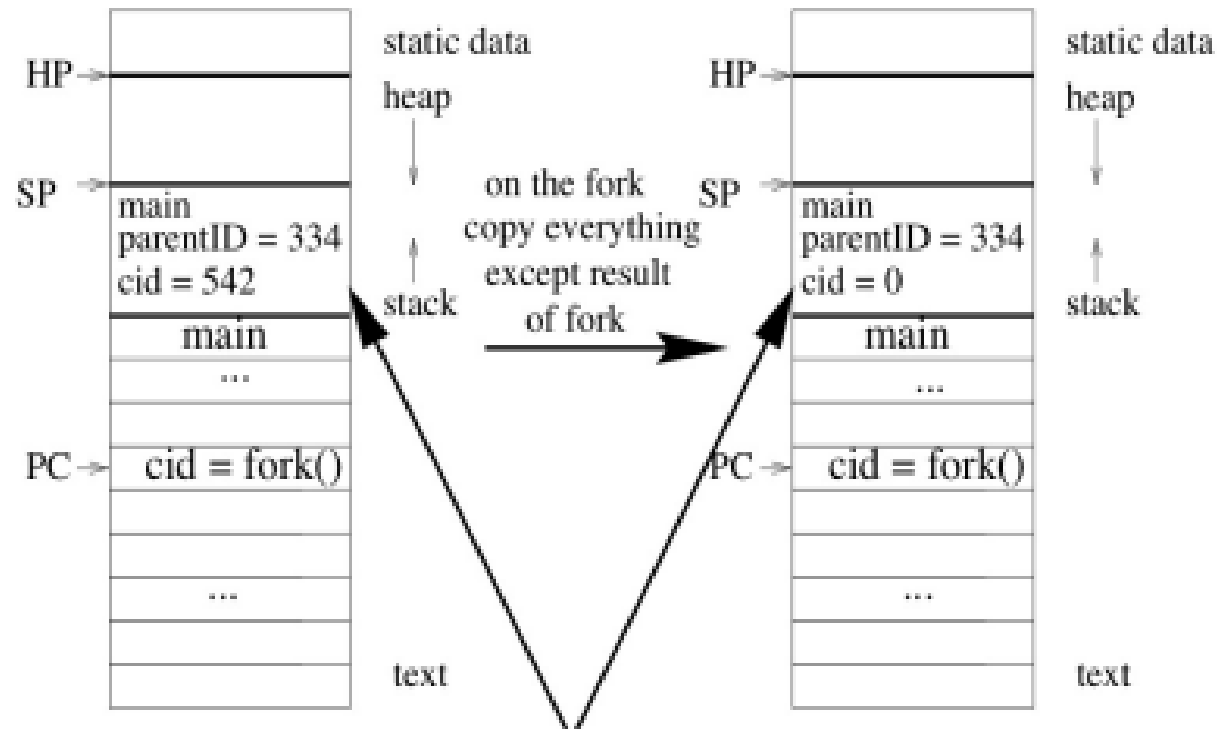 static data
HP
heap
SP
main
parentID = 334
cid = 542
stack
main
...
PC
cid = fork()
...
text
on the fork
copy everything
except result
of fork
static data
HP
heap
SP
main
parentID = 334
cid = 0
stack
main
...
PC
cid = fork()
...
text